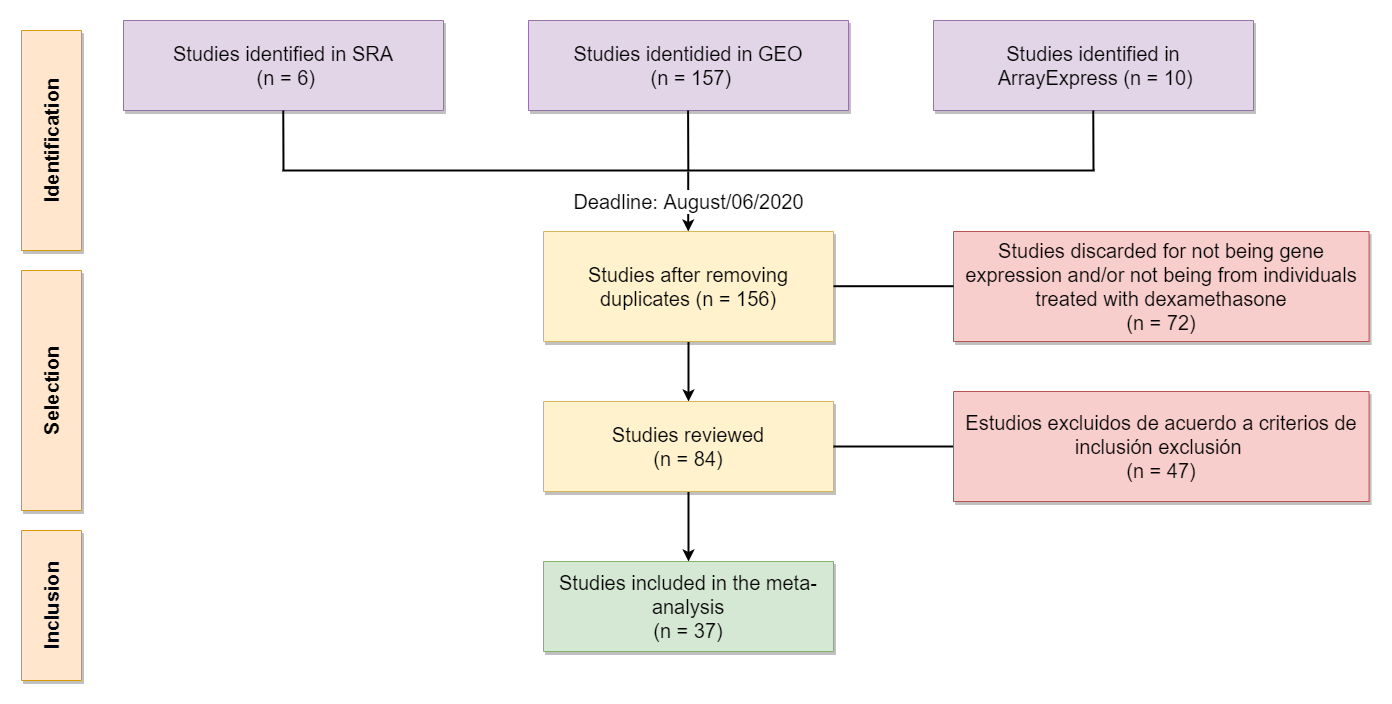 Identification
Studies identified in SRA
(n = 6)
Studies identidied in GEO
(n = 157)
Studies identified in
ArrayExpress (n = 10)
Deadline: August/06/2020
Selection
Studies after removing
duplicates (n = 156)
Studies discarded for not being gene
expression and/or not being from individuals
treated with dexamethasone
(n = 72)
Studies reviewed
(n = 84)
Estudios excluidos de acuerdo a criterios de
inclusión exclusión
(n = 47)
Inclusion
Studies included in the meta-
analysis
(n = 37)